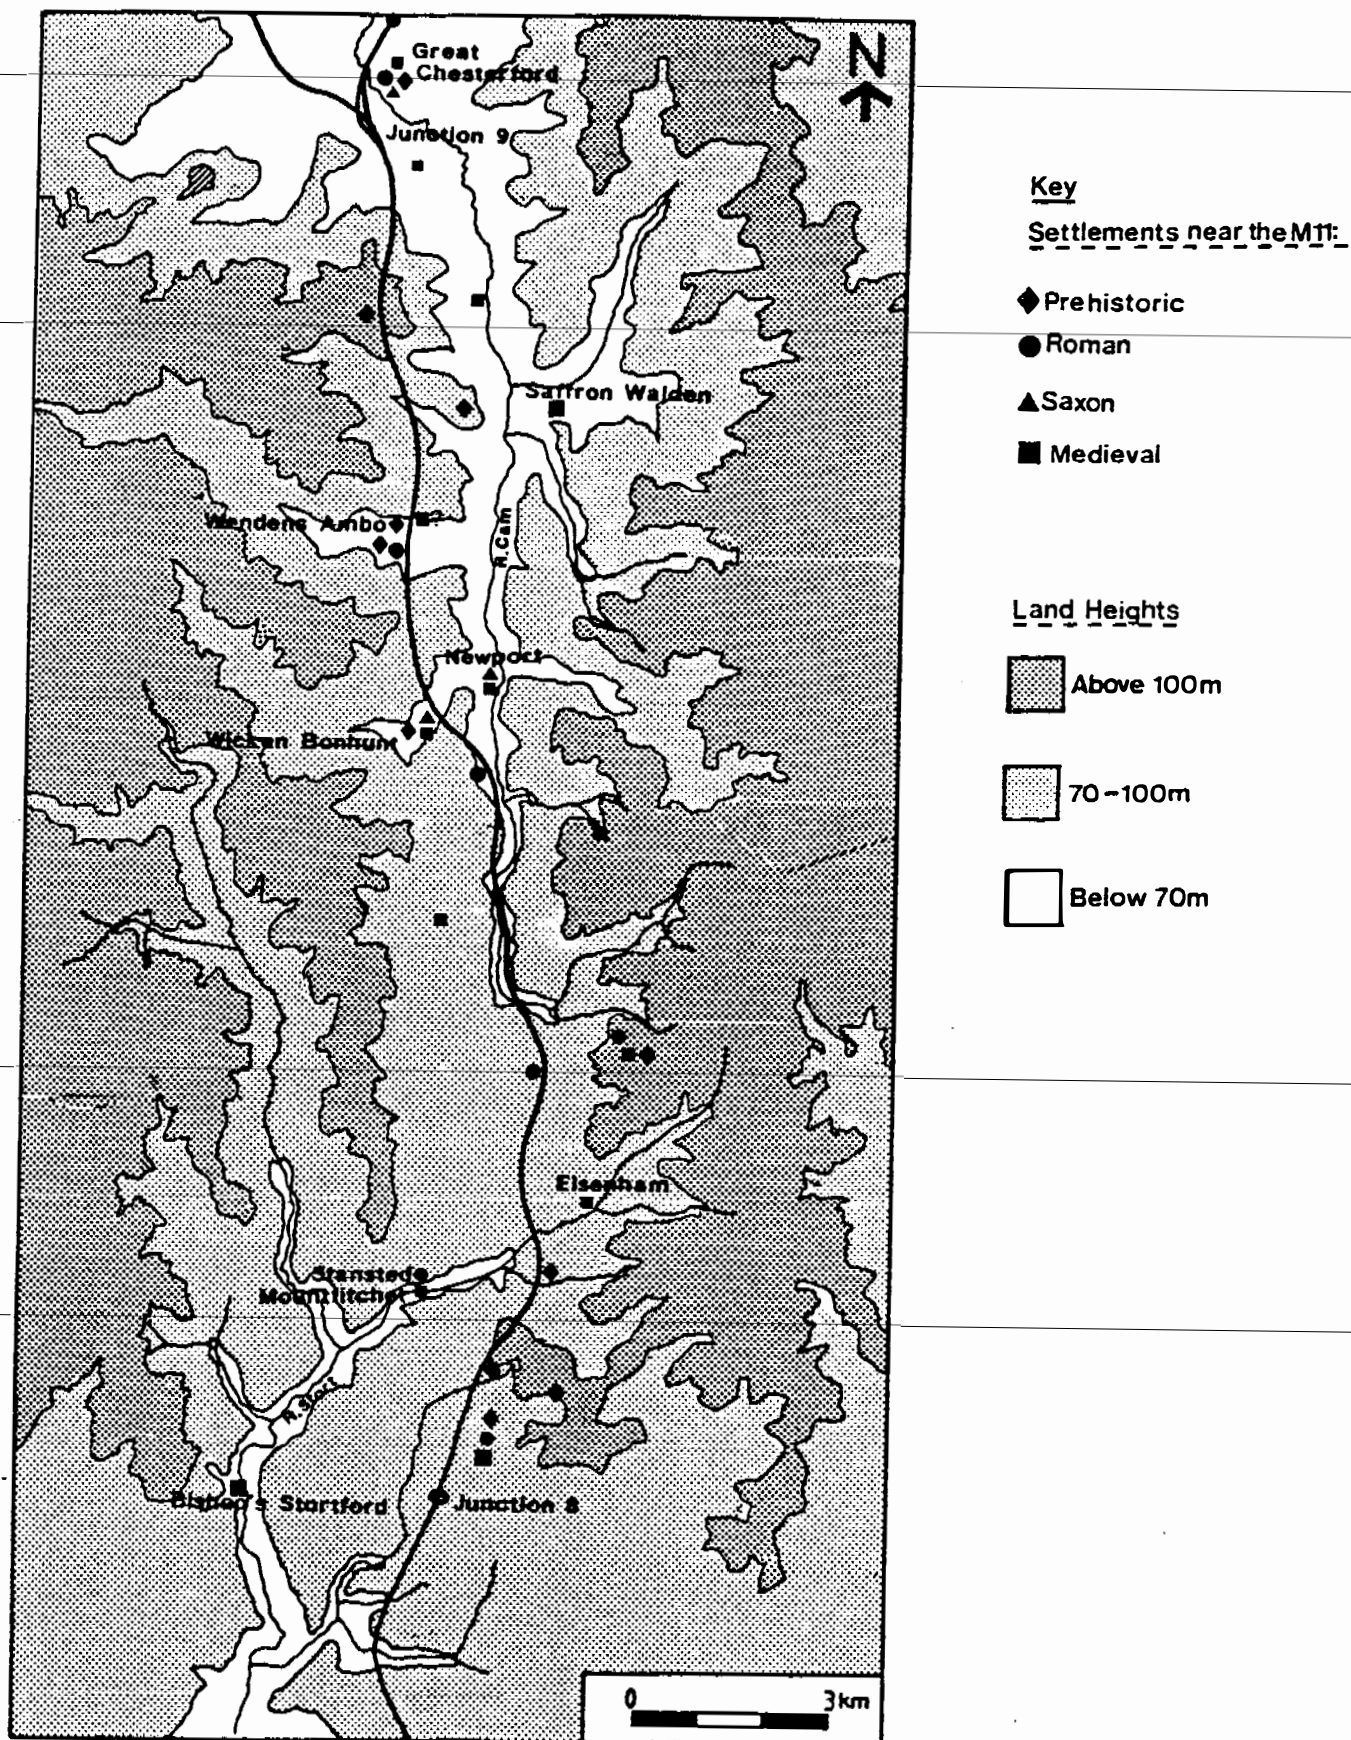 Great
Chesterford
N
Junction 9
Saffron Walden
Wendens Ambo
?
R.Cam
Newport
Wicken Bonhunt
Elsenham
Stansted
Mountfitchet
R.Stort
Bishop's Stortford
Junction 8
0 3km
Key
Settlements near the M11:
Prehistoric
Roman
Saxon
Medieval
Land Heights
Above 100m
70-100m
Below 70m